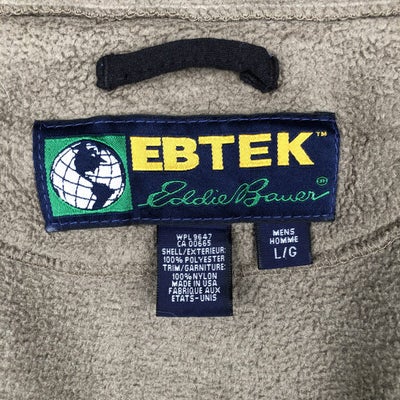 EBTEK™
Eddie Bauer®
WPL 9647
CA 00665
SHELL/EXTERIEUR:
100% POLYESTER
TRIM/GARNITURE:
100% NYLON
MADE IN USA
FABRIQUE AUX
ETATS-UNIS
MENS
HOMME
L/G